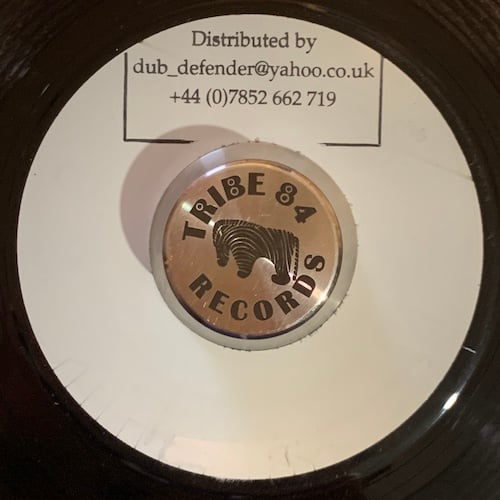 Distributed by
dub_defender@yahoo.co.uk
+44 (0)7852 662 719
TRIBE 84
RECORDS